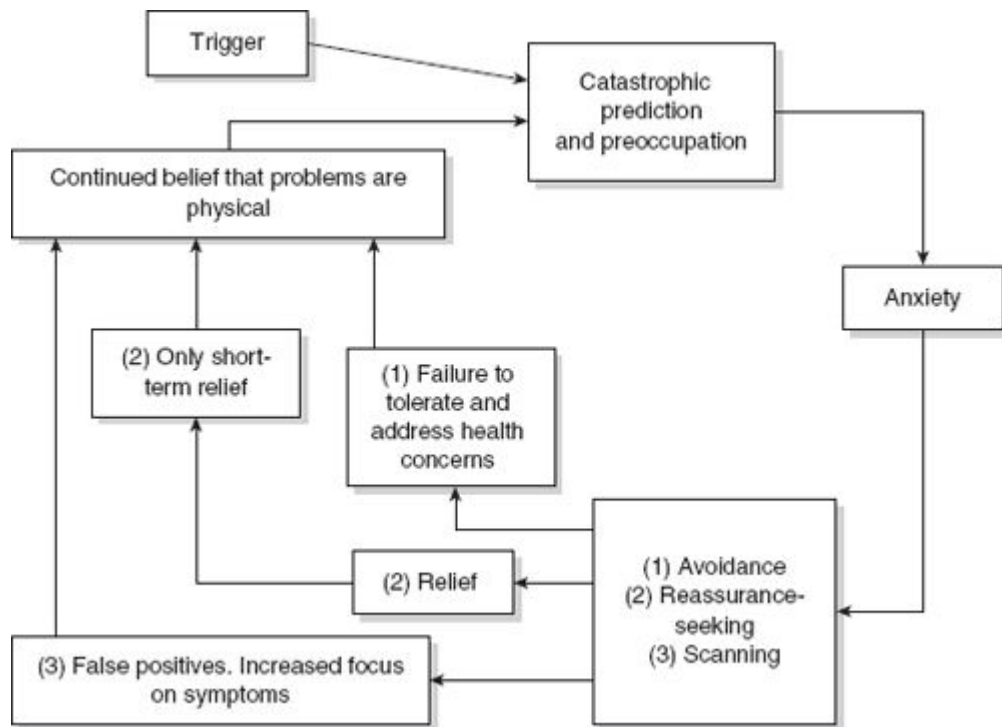 Trigger
Catastrophic
prediction
and preoccupation
Continued belief that problems are
physical
Anxiety
(2) Only short-
term relief
(1) Failure to
tolerate and
address health
concerns
(1) Avoidance
(2) Reassurance-
seeking
(3) Scanning
(2) Relief
(3) False positives. Increased focus
on symptoms